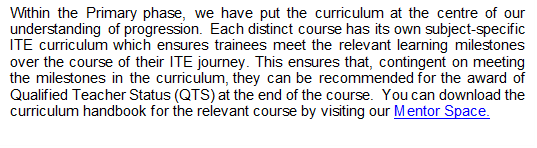 Within the Primary phase, we have put the curriculum at the centre of our
understanding of progression. Each distinct course has its own subject-specific
ITE curriculum which ensures trainees meet the relevant learning milestones
over the course of their ITE journey. This ensures that, contingent on meeting
the milestones in the curriculum, they can be recommended for the award of
Qualified Teacher Status (QTS) at the end of the course. You can download the
curriculum handbook for the relevant course by visiting our Mentor Space.